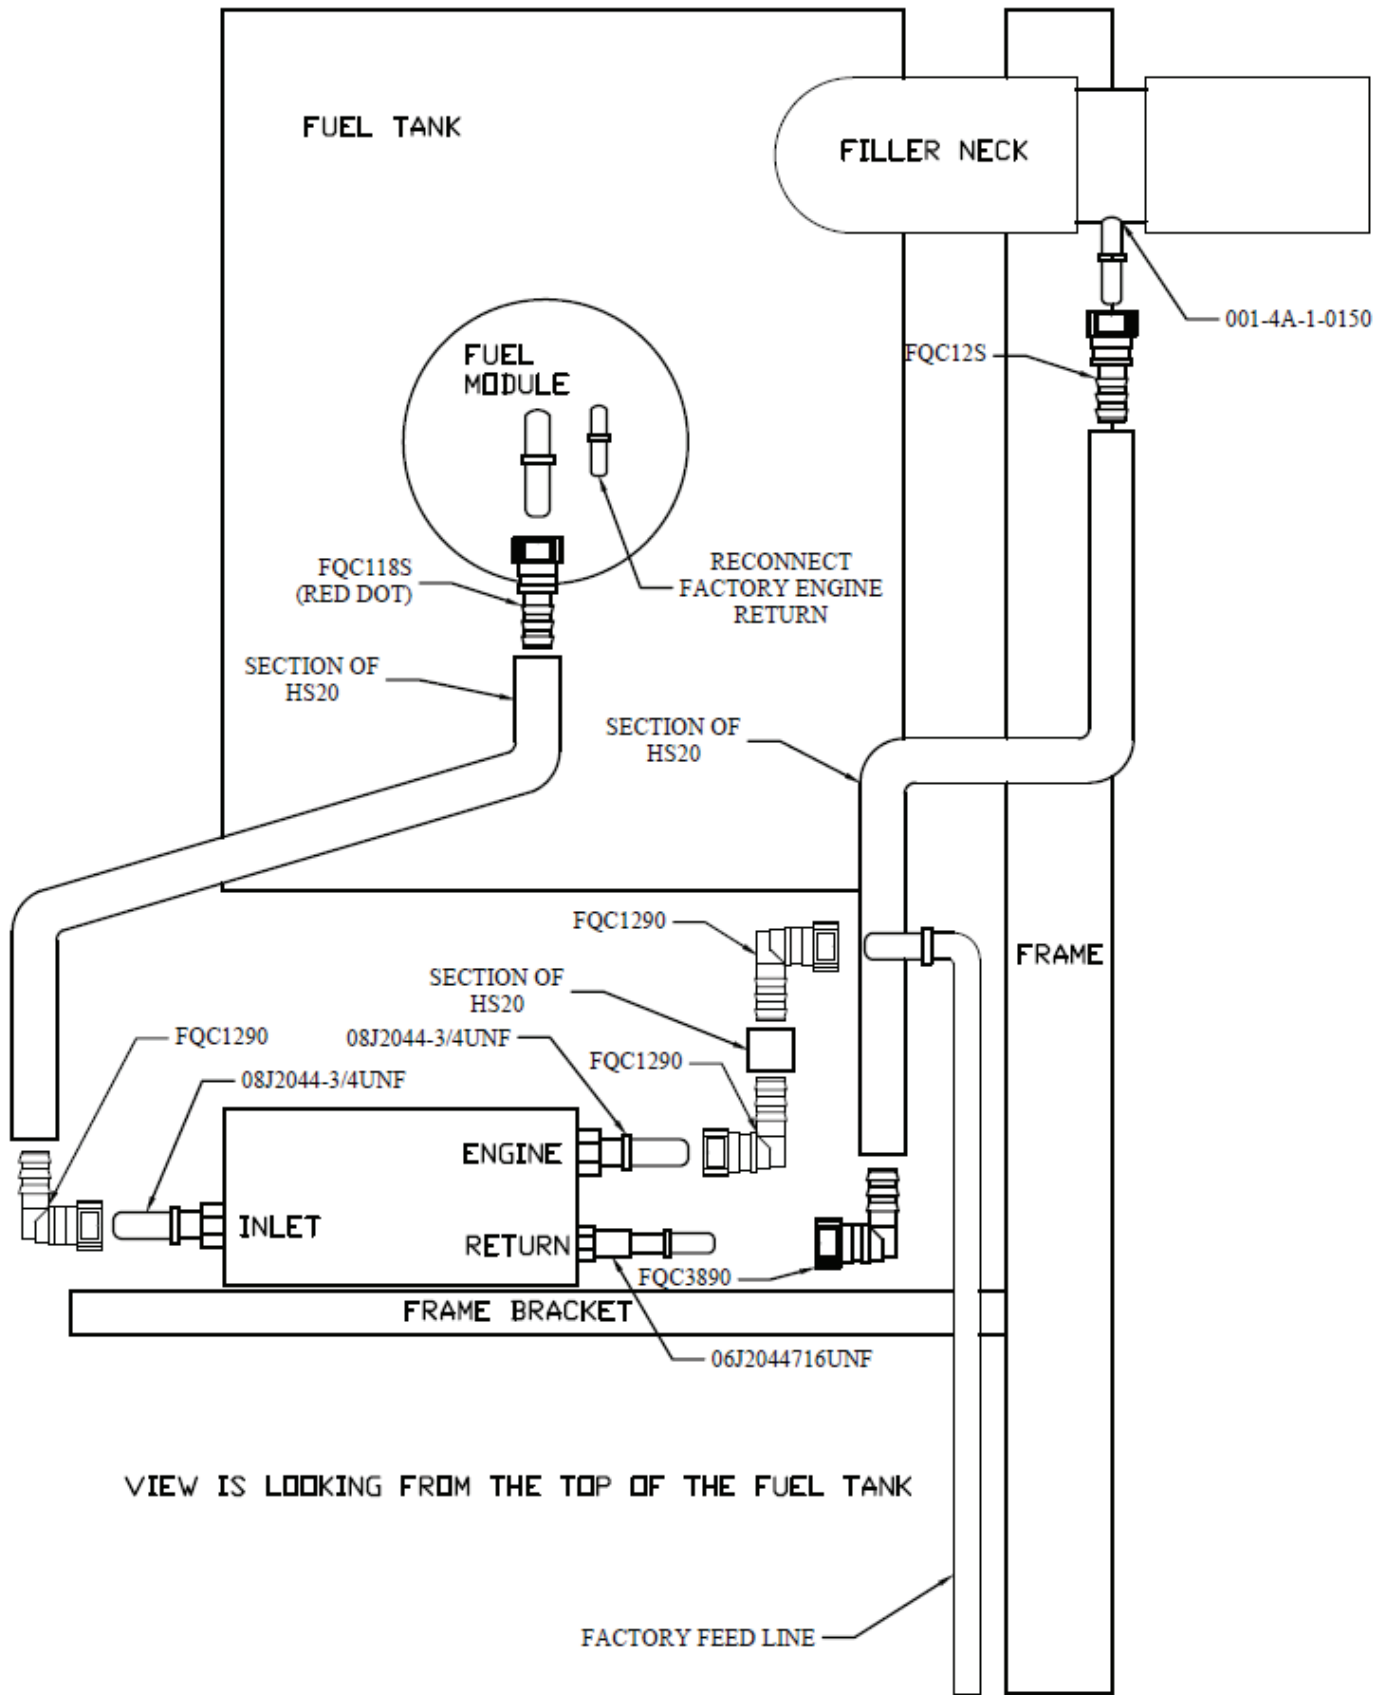 FUEL TANK
FILLER NECK
001-4A-1-0150
FQC12S
FUEL
MODULE
FQC118S
(RED DOT)
RECONNECT
FACTORY ENGINE
RETURN
SECTION OF
HS20
SECTION OF
HS20
FQC1290
FRAME
SECTION OF
HS20
FQC1290
08J2044-3/4UNF
FQC1290
08J2044-3/4UNF
ENGINE
INLET
RETURN
FQC3890
FRAME BRACKET
06J2044716UNF
VIEW IS LOOKING FROM THE TOP OF THE FUEL TANK
FACTORY FEED LINE